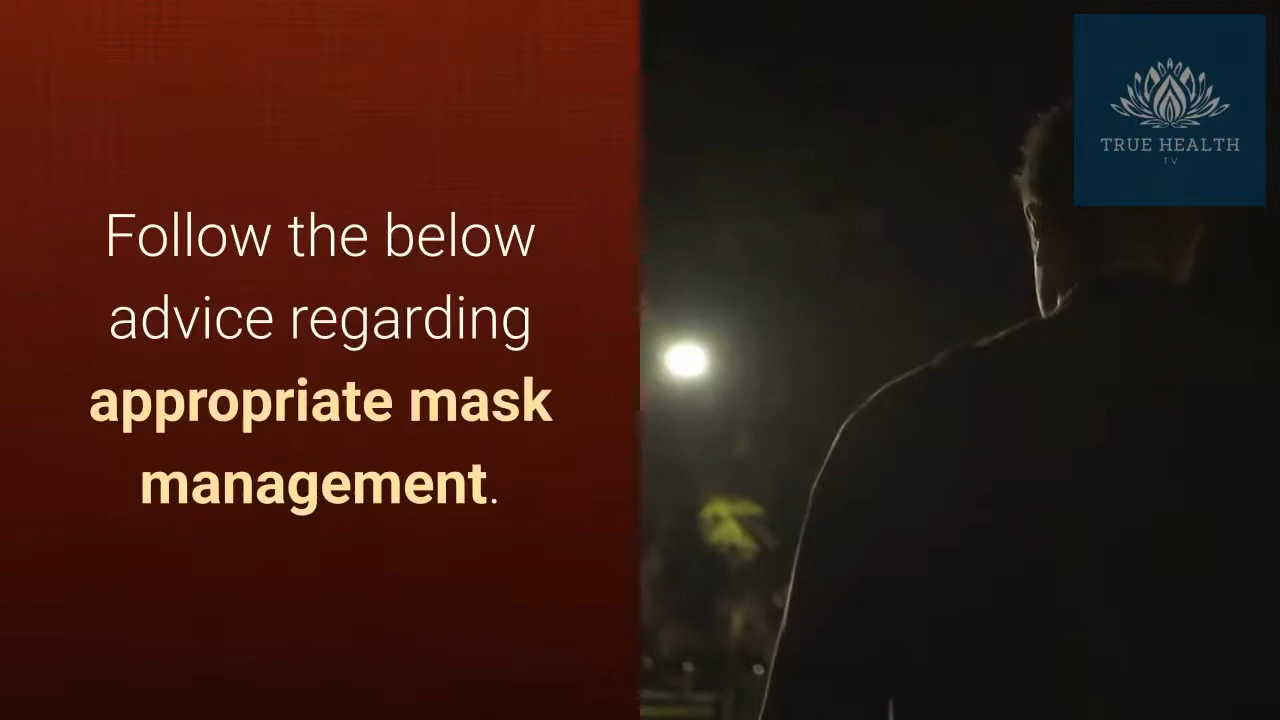 Follow the below
advice regarding
appropriate mask
management.
TRUE HEALTH
TV